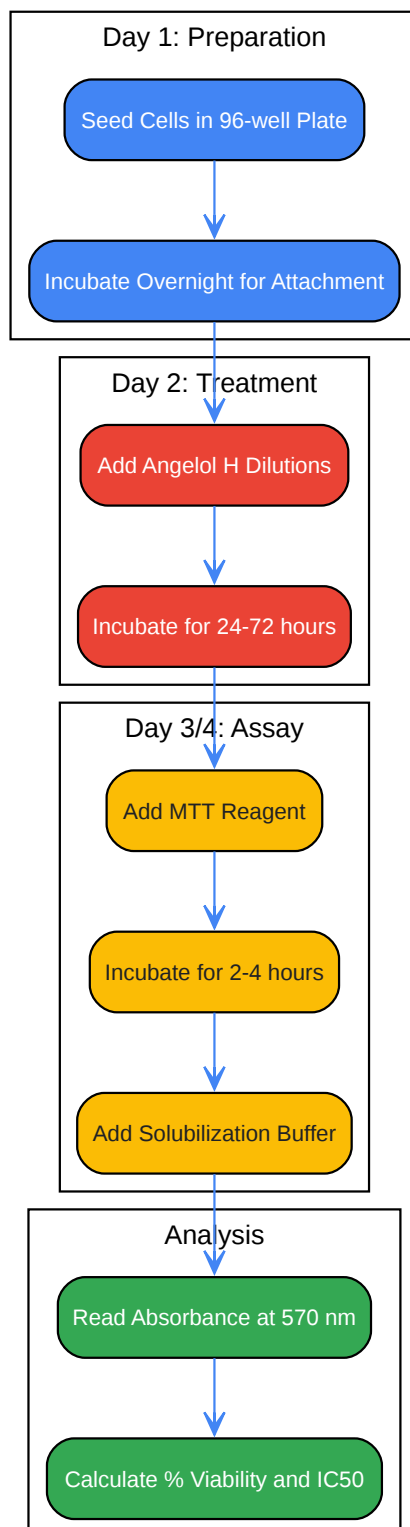 Day 1: Preparation
Seed Cells in 96-well Plate
Incubate Overnight for Attachment
Day 2: Treatment
Add Angelol H Dilutions
Incubate for 24-72 hours
Day 3/4: Assay
Add MTT Reagent
Incubate for 2-4 hours
Add Solubilization Buffer
Analysis
Read Absorbance at 570 nm
Calculate % Viability and IC50